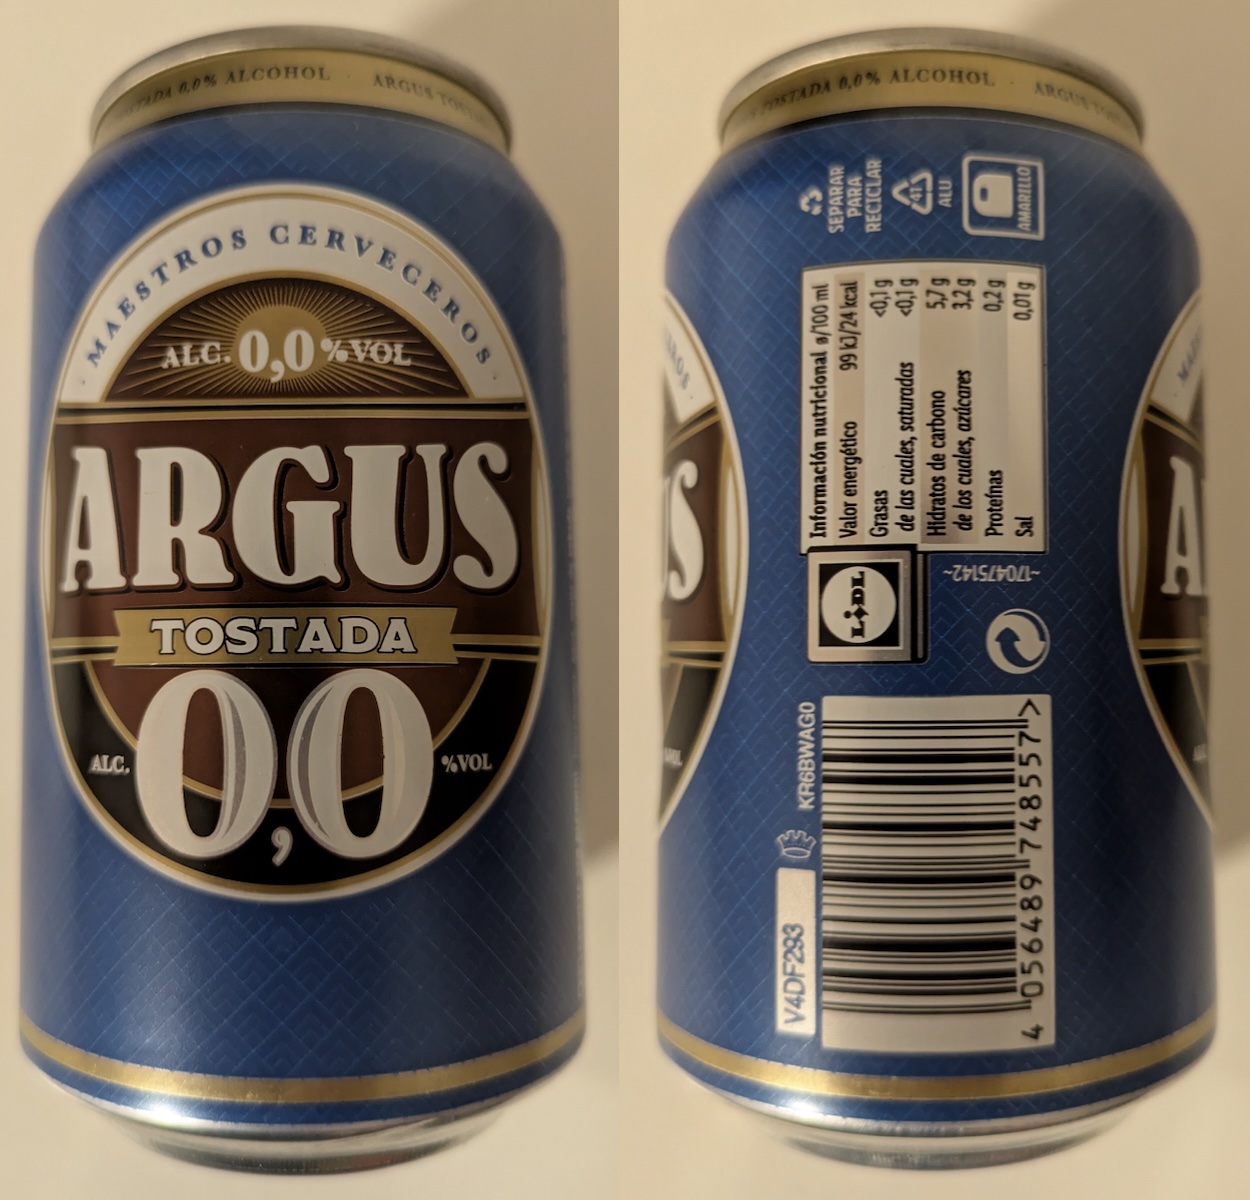 TOSTADA 0,0% ALCOHOL · ARGUS
MAESTROS CERVECEROS
ALC. 0,0%VOL
ARGUS
TOSTADA
ALC. 0,0 %VOL
TOSTADA 0,0% ALCOHOL · ARGUS
SEPARAR
PARA
RECICLAR
41
ALU
AMARILLO
Información nutricional ø/100 ml
Valor energético 99 kJ/24 kcal
Grasas <0,1 g
de las cuales, saturadas <0,1 g
Hidratos de carbono 5,7 g
de los cuales, azúcares 3,2 g
Proteínas 0,2 g
Sal 0,01 g
LIDL
~170475142~
KR6BWAG0
V4DF293
4 056489 748557 >
US
A